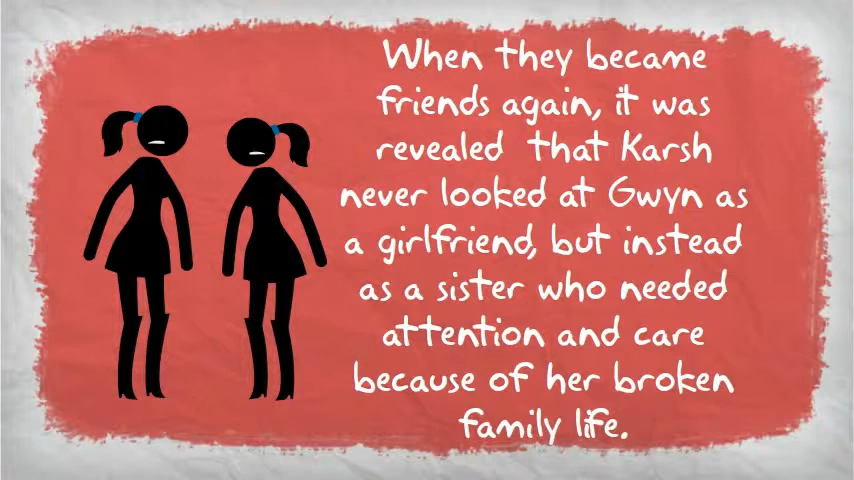 When they became
friends again, it was
revealed that Karsh
never looked at Gwyn as
a girlfriend, but instead
as a sister who needed
attention and care
because of her broken
family life.